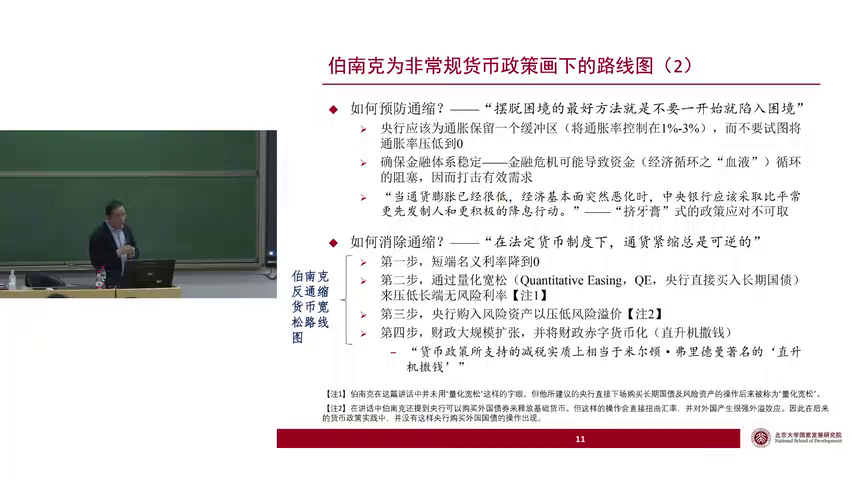 伯南克为非常规货币政策画下的路线图（2）
如何预防通缩？——“摆脱困境的最好方法就是不要一开始就陷入困境”
央行应该为通胀保留一个缓冲区（将通胀率控制在1%-3%），而不要试图将
通胀率压低到0
确保金融体系稳定——金融危机可能导致资金（经济循环之“血液”）循环
的阻塞，因而打击有效需求
“当通货膨胀已经很低，经济基本面突然恶化时，中央银行应该采取比平常
更先发制人和更积极的降息行动。”——“挤牙膏”式的政策应对不可取
如何消除通缩？——“在法定货币制度下，通货紧缩总是可逆的”
伯南克
反通缩
货币宽
松路线
图
第一步，短端名义利率降到0
第二步，通过量化宽松（Quantitative Easing，QE，央行直接买入长期国债）
来压低长端无风险利率【注1】
第三步，央行购入风险资产以压低风险溢价【注2】
第四步，财政大规模扩张，并将财政赤字货币化（直升机撒钱）
– “货币政策所支持的减税实质上相当于米尔顿·弗里德曼著名的‘直升
机撒钱’”
【注1】伯南克在这篇讲话中并未用“量化宽松”这样的字眼。但他所建议的央行直接下场购买长期国债及风险资产的操作后来被称为“量化宽松”。
【注2】在讲话中伯南克还提到央行可以购买外国债券来释放基础货币。但这样的操作会直接扭曲汇率，并对外国产生很强外溢效应。因此在后来
的货币政策实践中，并没有这样央行购买外国国债的操作出现。
11
北京大学国家发展研究院
National School of Development